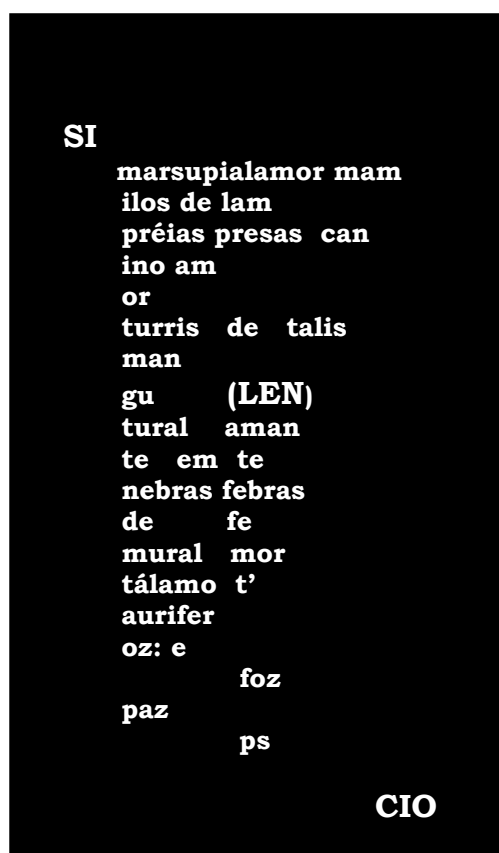 SI
marsupialamor mam
ilos de lam
préias presas can
ino am
or
turris de talis
man
gu (LEN)
tural aman
te em te
nebras febras
de fe
mural mor
tálamo t’
aurifer
oz: e
foz
paz
ps
CIO